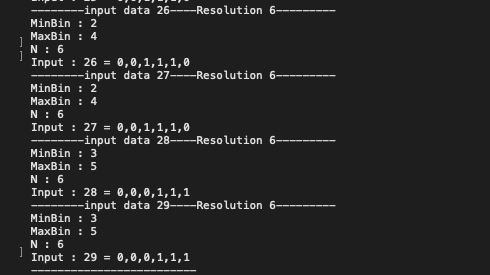 --------input data 26----Resolution 6---------
MinBin : 2
MaxBin : 4
N : 6
Input : 26 = 0,0,1,1,1,0
--------input data 27----Resolution 6---------
MinBin : 2
MaxBin : 4
N : 6
Input : 27 = 0,0,1,1,1,0
--------input data 28----Resolution 6---------
MinBin : 3
MaxBin : 5
N : 6
Input : 28 = 0,0,0,1,1,1
--------input data 29----Resolution 6---------
MinBin : 3
MaxBin : 5
N : 6
Input : 29 = 0,0,0,1,1,1
-------------------------